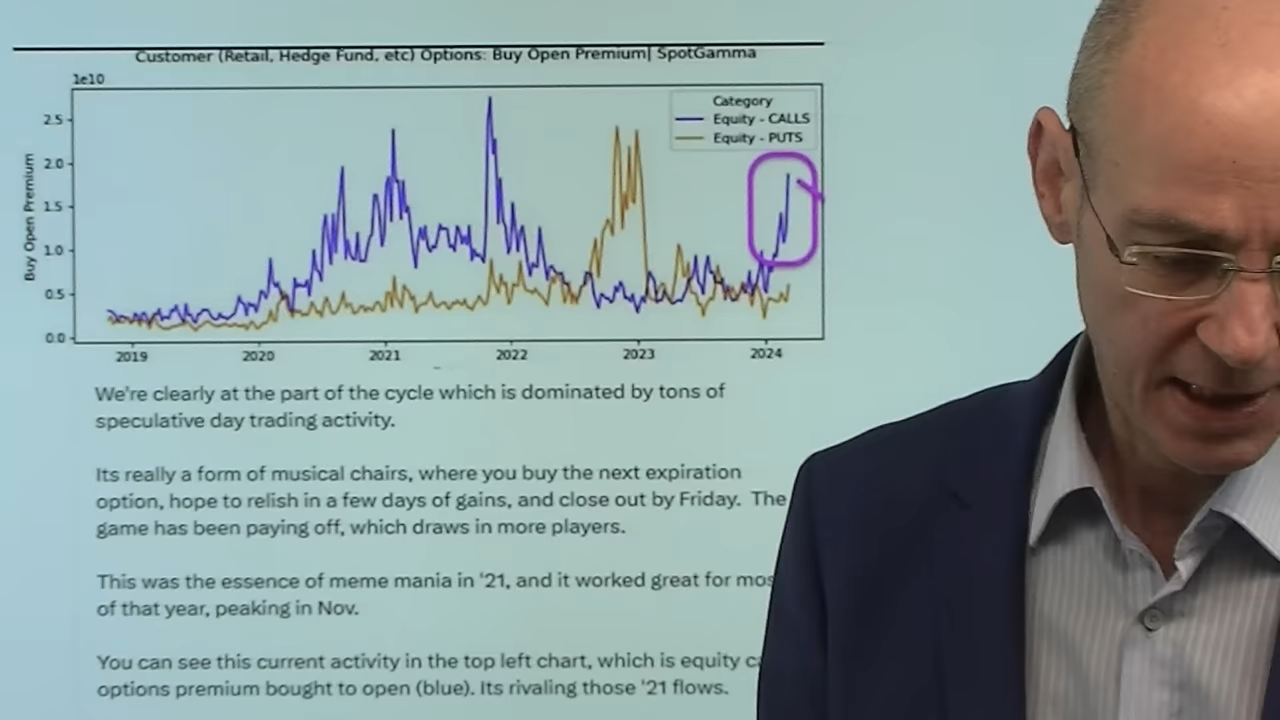 Customer (Retail, Hedge Fund, etc) Options: Buy Open Premium| SpotGamma
1e10
Category
Equity - CALLS
Equity - PUTS
2.5
2.0
1.5
1.0
0.5
0.0
Buy Open Premium
2019 2020 2021 2022 2023 2024
We're clearly at the part of the cycle which is dominated by tons of
speculative day trading activity.
Its really a form of musical chairs, where you buy the next expiration
option, hope to relish in a few days of gains, and close out by Friday. The
game has been paying off, which draws in more players.
This was the essence of meme mania in '21, and it worked great for
of that year, peaking in Nov.
You can see this current activity in the top left chart, which is equity
options premium bought to open (blue). Its rivaling those '21 flows.